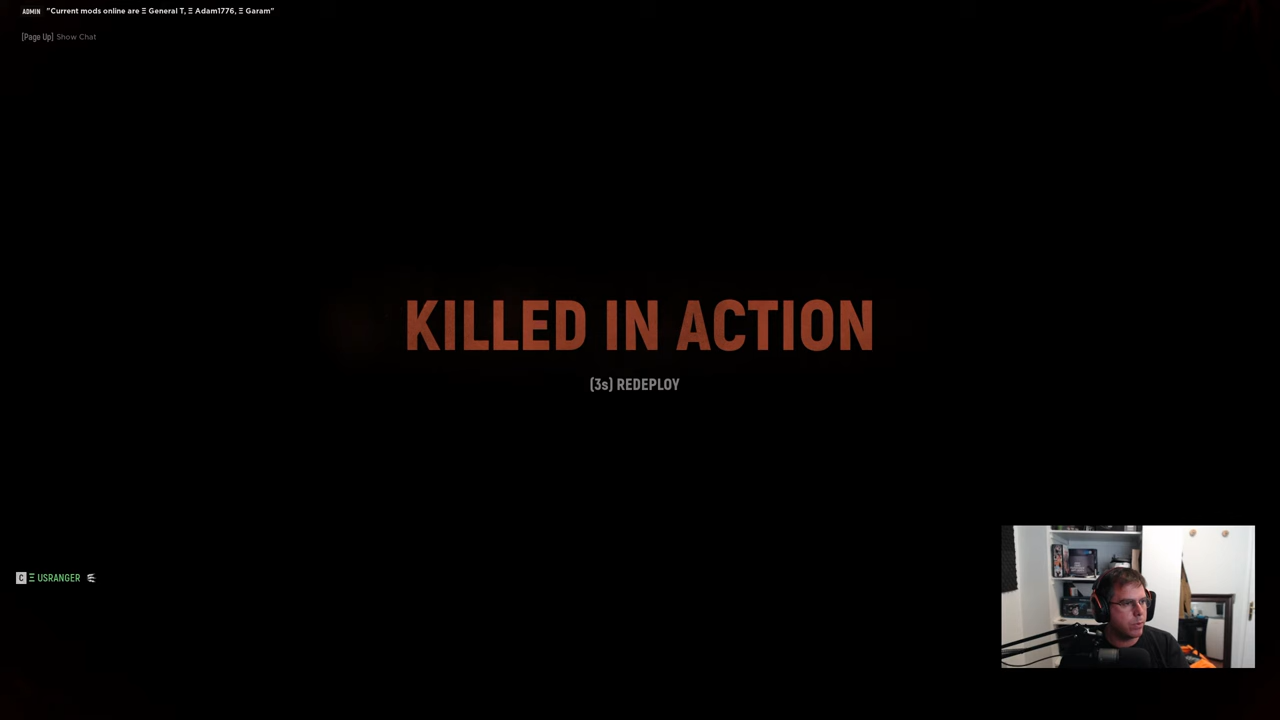 ADMIN "Current mods online are Ξ General T, Ξ Adam1776, Ξ Garam"
[Page Up] Show Chat
KILLED IN ACTION
(3s) REDEPLOY
C Ξ USRANGER